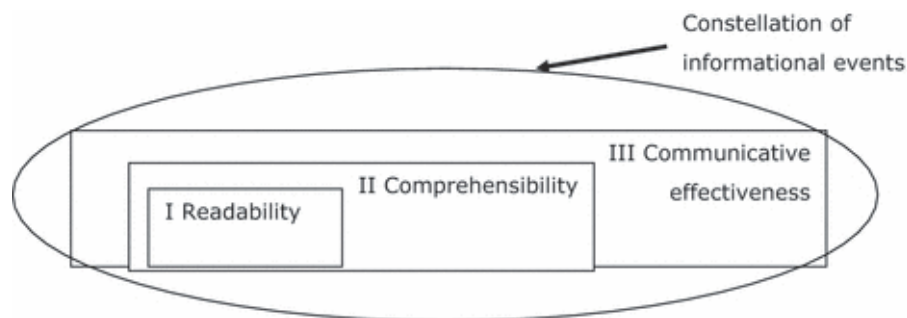 Constellation of
informational events
III Communicative
effectiveness
II Comprehensibility
I Readability